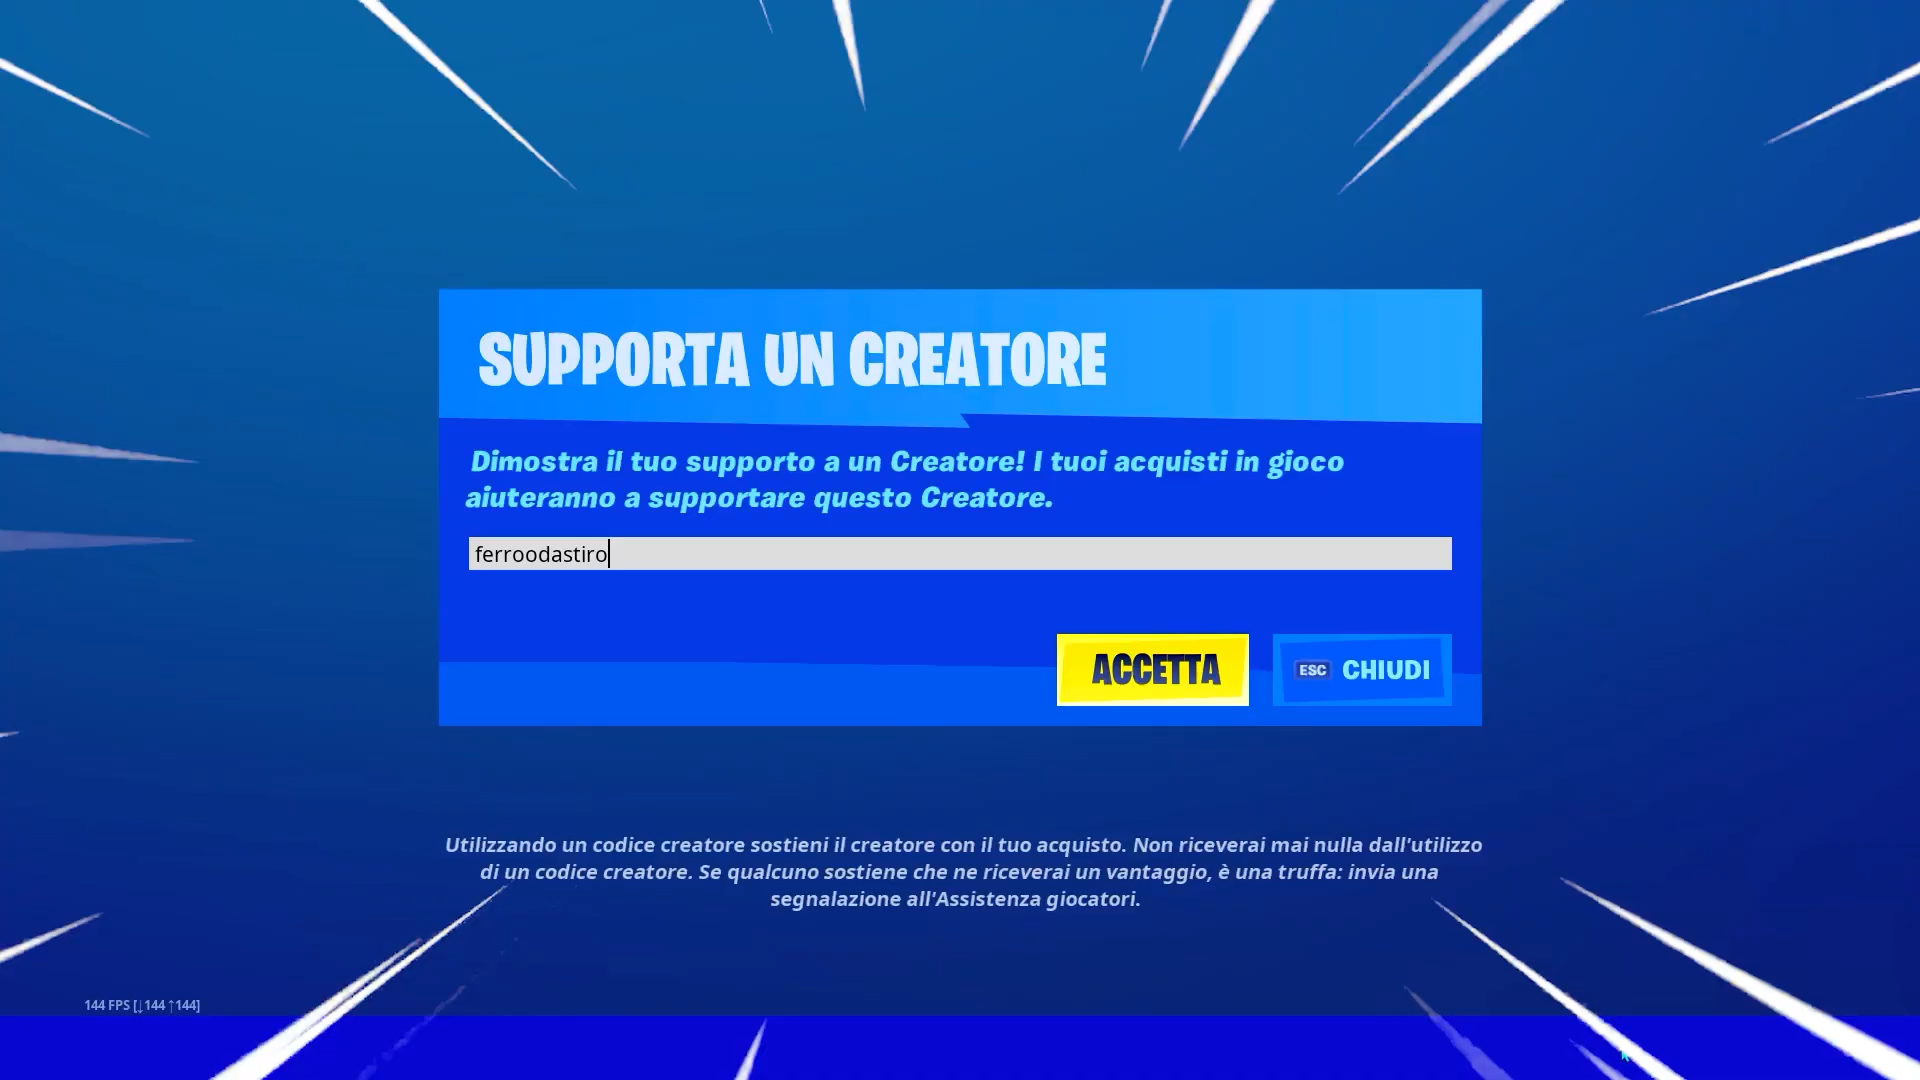 SUPPORTA UN CREATORE
Dimostra il tuo supporto a un Creatore! I tuoi acquisti in gioco
aiuteranno a supportare questo Creatore.
ferroodastiro
ACCETTA
ESC CHIUDI
Utilizzando un codice creatore sostieni il creatore con il tuo acquisto. Non riceverai mai nulla dall'utilizzo
di un codice creatore. Se qualcuno sostiene che ne riceverai un vantaggio, è una truffa: invia una
segnalazione all'Assistenza giocatori.
144 FPS [↓144 ↑144]